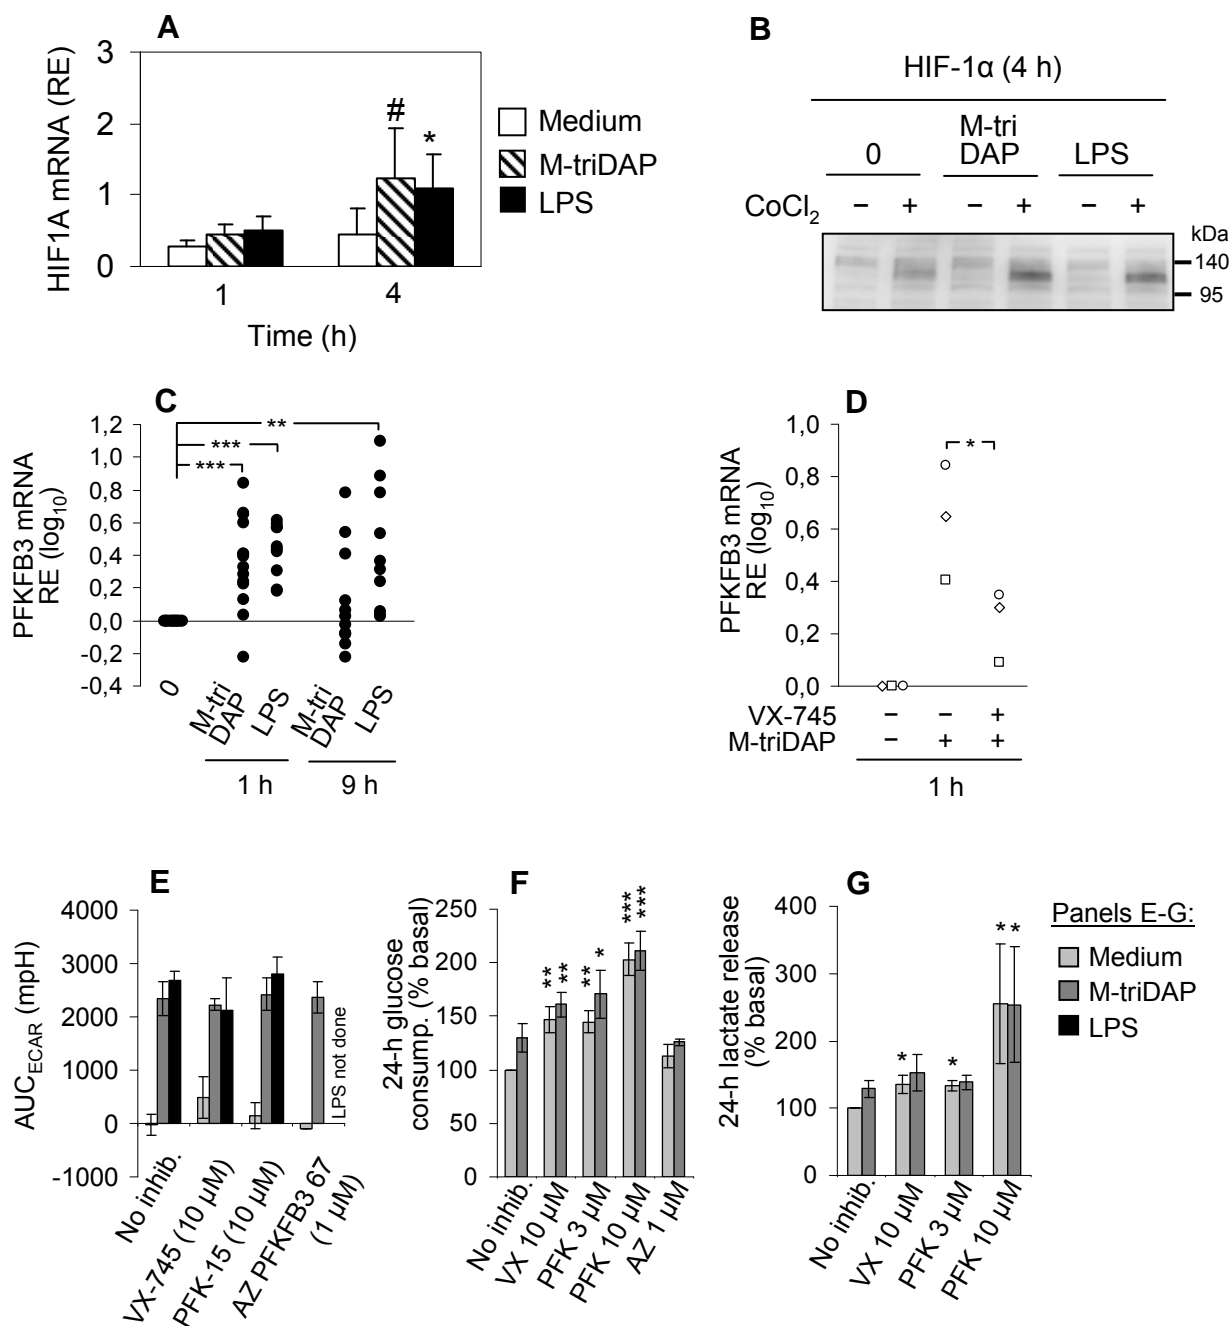 A
HIF1A mRNA (RE)
3
2
1
0
#
*
1
4
Time (h)
Medium
M-triDAP
LPS
B
HIF-1α (4 h)
0
M-tri
DAP
LPS
CoCl2
− + − + − +
kDa
140
95
C
PFKFB3 mRNA
RE (log10)
1,2
1,0
0,8
0,6
0,4
0,2
0,0
-0,2
-0,4
**
***
***
0
M-tri
DAP
LPS
M-tri
DAP
LPS
1 h
9 h
D
PFKFB3 mRNA
RE (log10)
1,0
0,8
0,6
0,4
0,2
0,0
*
VX-745 − − +
M-triDAP − + +
1 h
E
AUCECAR (mpH)
4000
3000
2000
1000
0
-1000
LPS not done
No inhib.
VX-745 (10 µM)
PFK-15 (10 µM)
AZ PFKFB3 67
(1 µM)
F
24-h glucose
consump. (% basal)
250
200
150
100
50
0
** ** ** * *** ***
No inhib.
VX 10 µM
PFK 3 µM
PFK 10 µM
AZ 1 µM
G
24-h lactate release
(% basal)
400
300
200
150
100
50
0
* * * *
No inhib.
VX 10 µM
PFK 3 µM
PFK 10 µM
Panels E-G:
Medium
M-triDAP
LPS